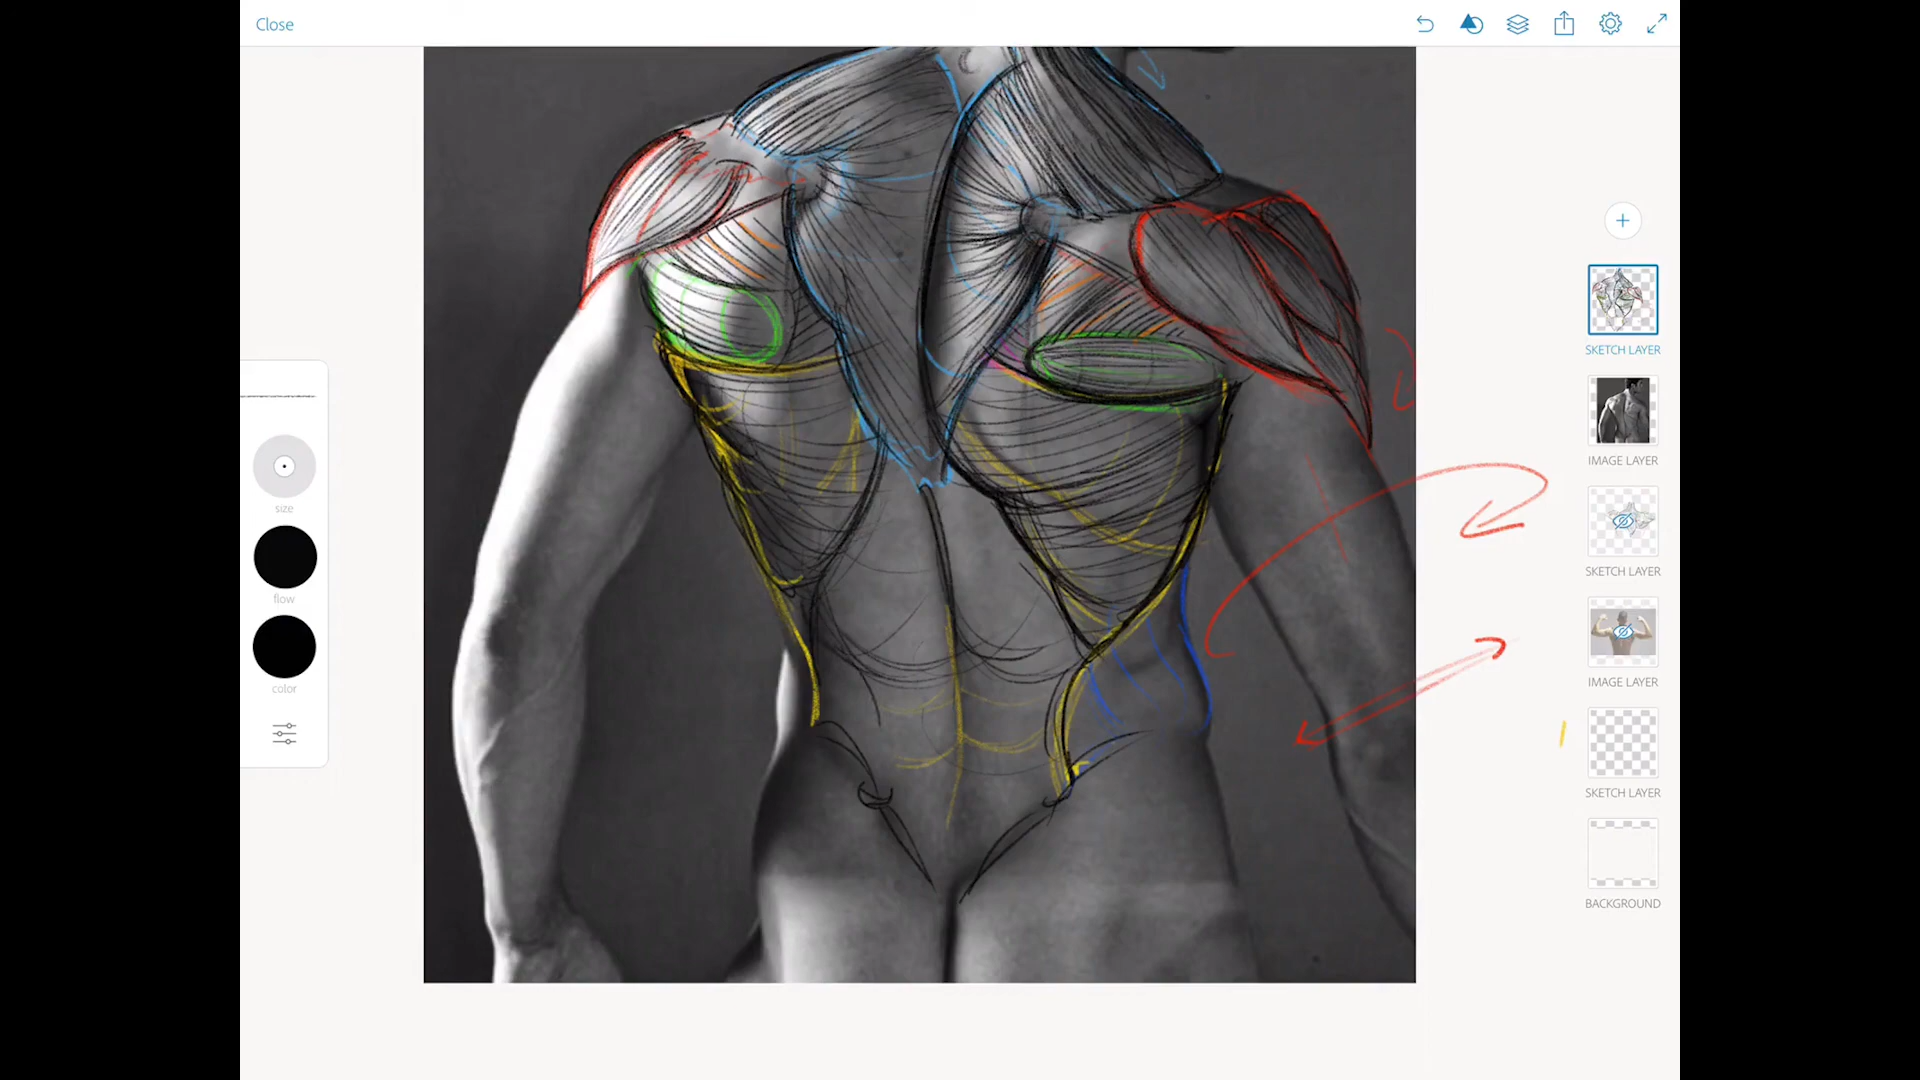 Close
size
flow
color
SKETCH LAYER
IMAGE LAYER
SKETCH LAYER
IMAGE LAYER
SKETCH LAYER
BACKGROUND